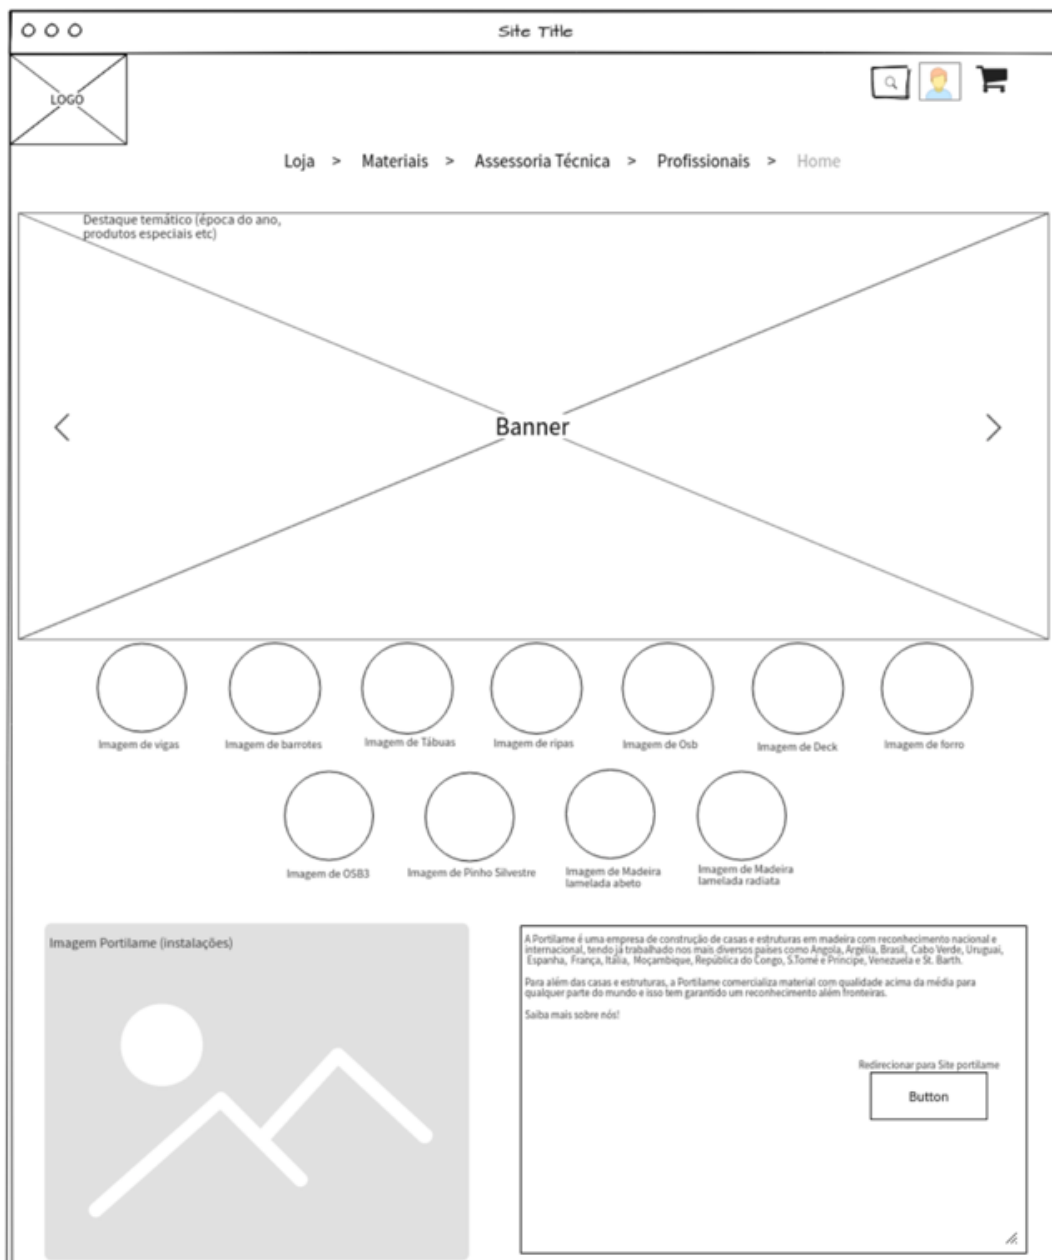 Site Title
LOGO
Loja > Materiais > Assessoria Técnica > Profissionais > Home
Destaque temático (época do ano,
produtos especiais etc)
Banner
Imagem de vigas
Imagem de barrotes
Imagem de Tábuas
Imagem de ripas
Imagem de Osb
Imagem de Deck
Imagem de forro
Imagem de OSB3
Imagem de Pinho Silvestre
Imagem de Madeira
lamelada abeto
Imagem de Madeira
lamelada radiata
Imagem Portilame (instalações)
A Portilame é uma empresa de construção de casas e estruturas em madeira com reconhecimento nacional e
internacional, tendo já trabalhado nos mais diversos países como Angola, Argélia, Brasil, Cabo Verde, Uruguai,
Espanha, França, Itália, Moçambique, República do Congo, S.Tomé e Príncipe, Venezuela e St. Barth.
Para além das casas e estruturas, a Portilame comercializa material com qualidade acima da média para
qualquer parte do mundo e isso tem garantido um reconhecimento além fronteiras.
Saiba mais sobre nós!
Redirecionar para Site portilame
Button